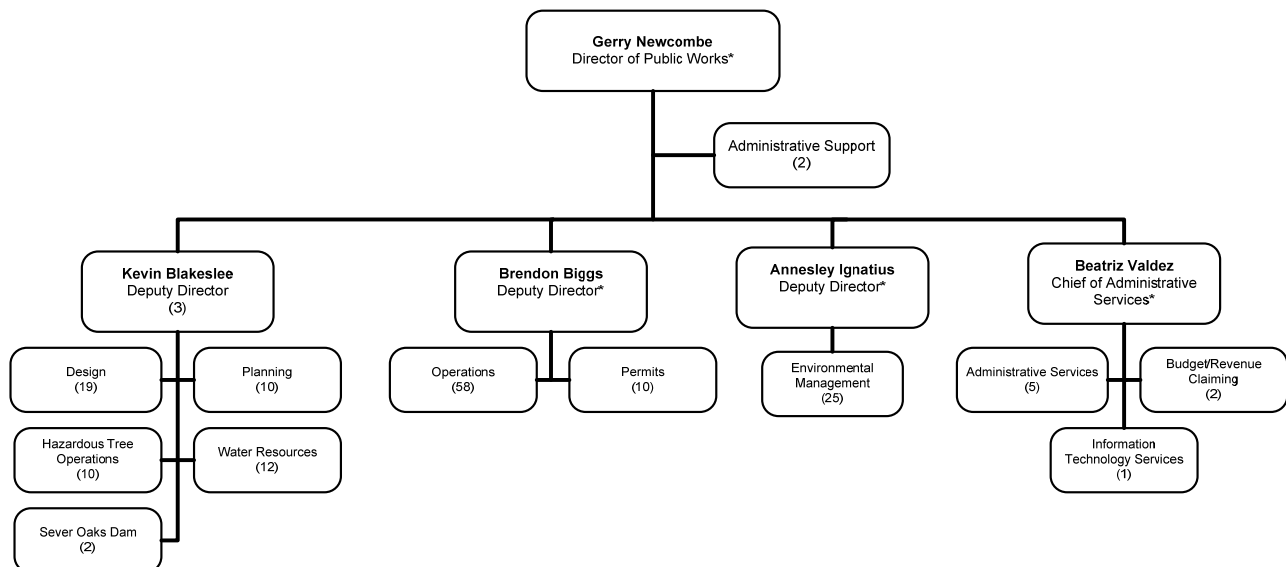 Gerry Newcombe
Director of Public Works*
Administrative Support
(2)
Kevin Blakeslee
Deputy Director
(3)
Brendon Biggs
Deputy Director*
Annesley Ignatius
Deputy Director*
Beatriz Valdez
Chief of Administrative
Services*
Design
(19)
Planning
(10)
Operations
(58)
Permits
(10)
Environmental
Management
(25)
Administrative Services
(5)
Budget/Revenue
Claiming
(2)
Hazardous Tree
Operations
(10)
Water Resources
(12)
Information
Technology Services
(1)
Sever Oaks Dam
(2)